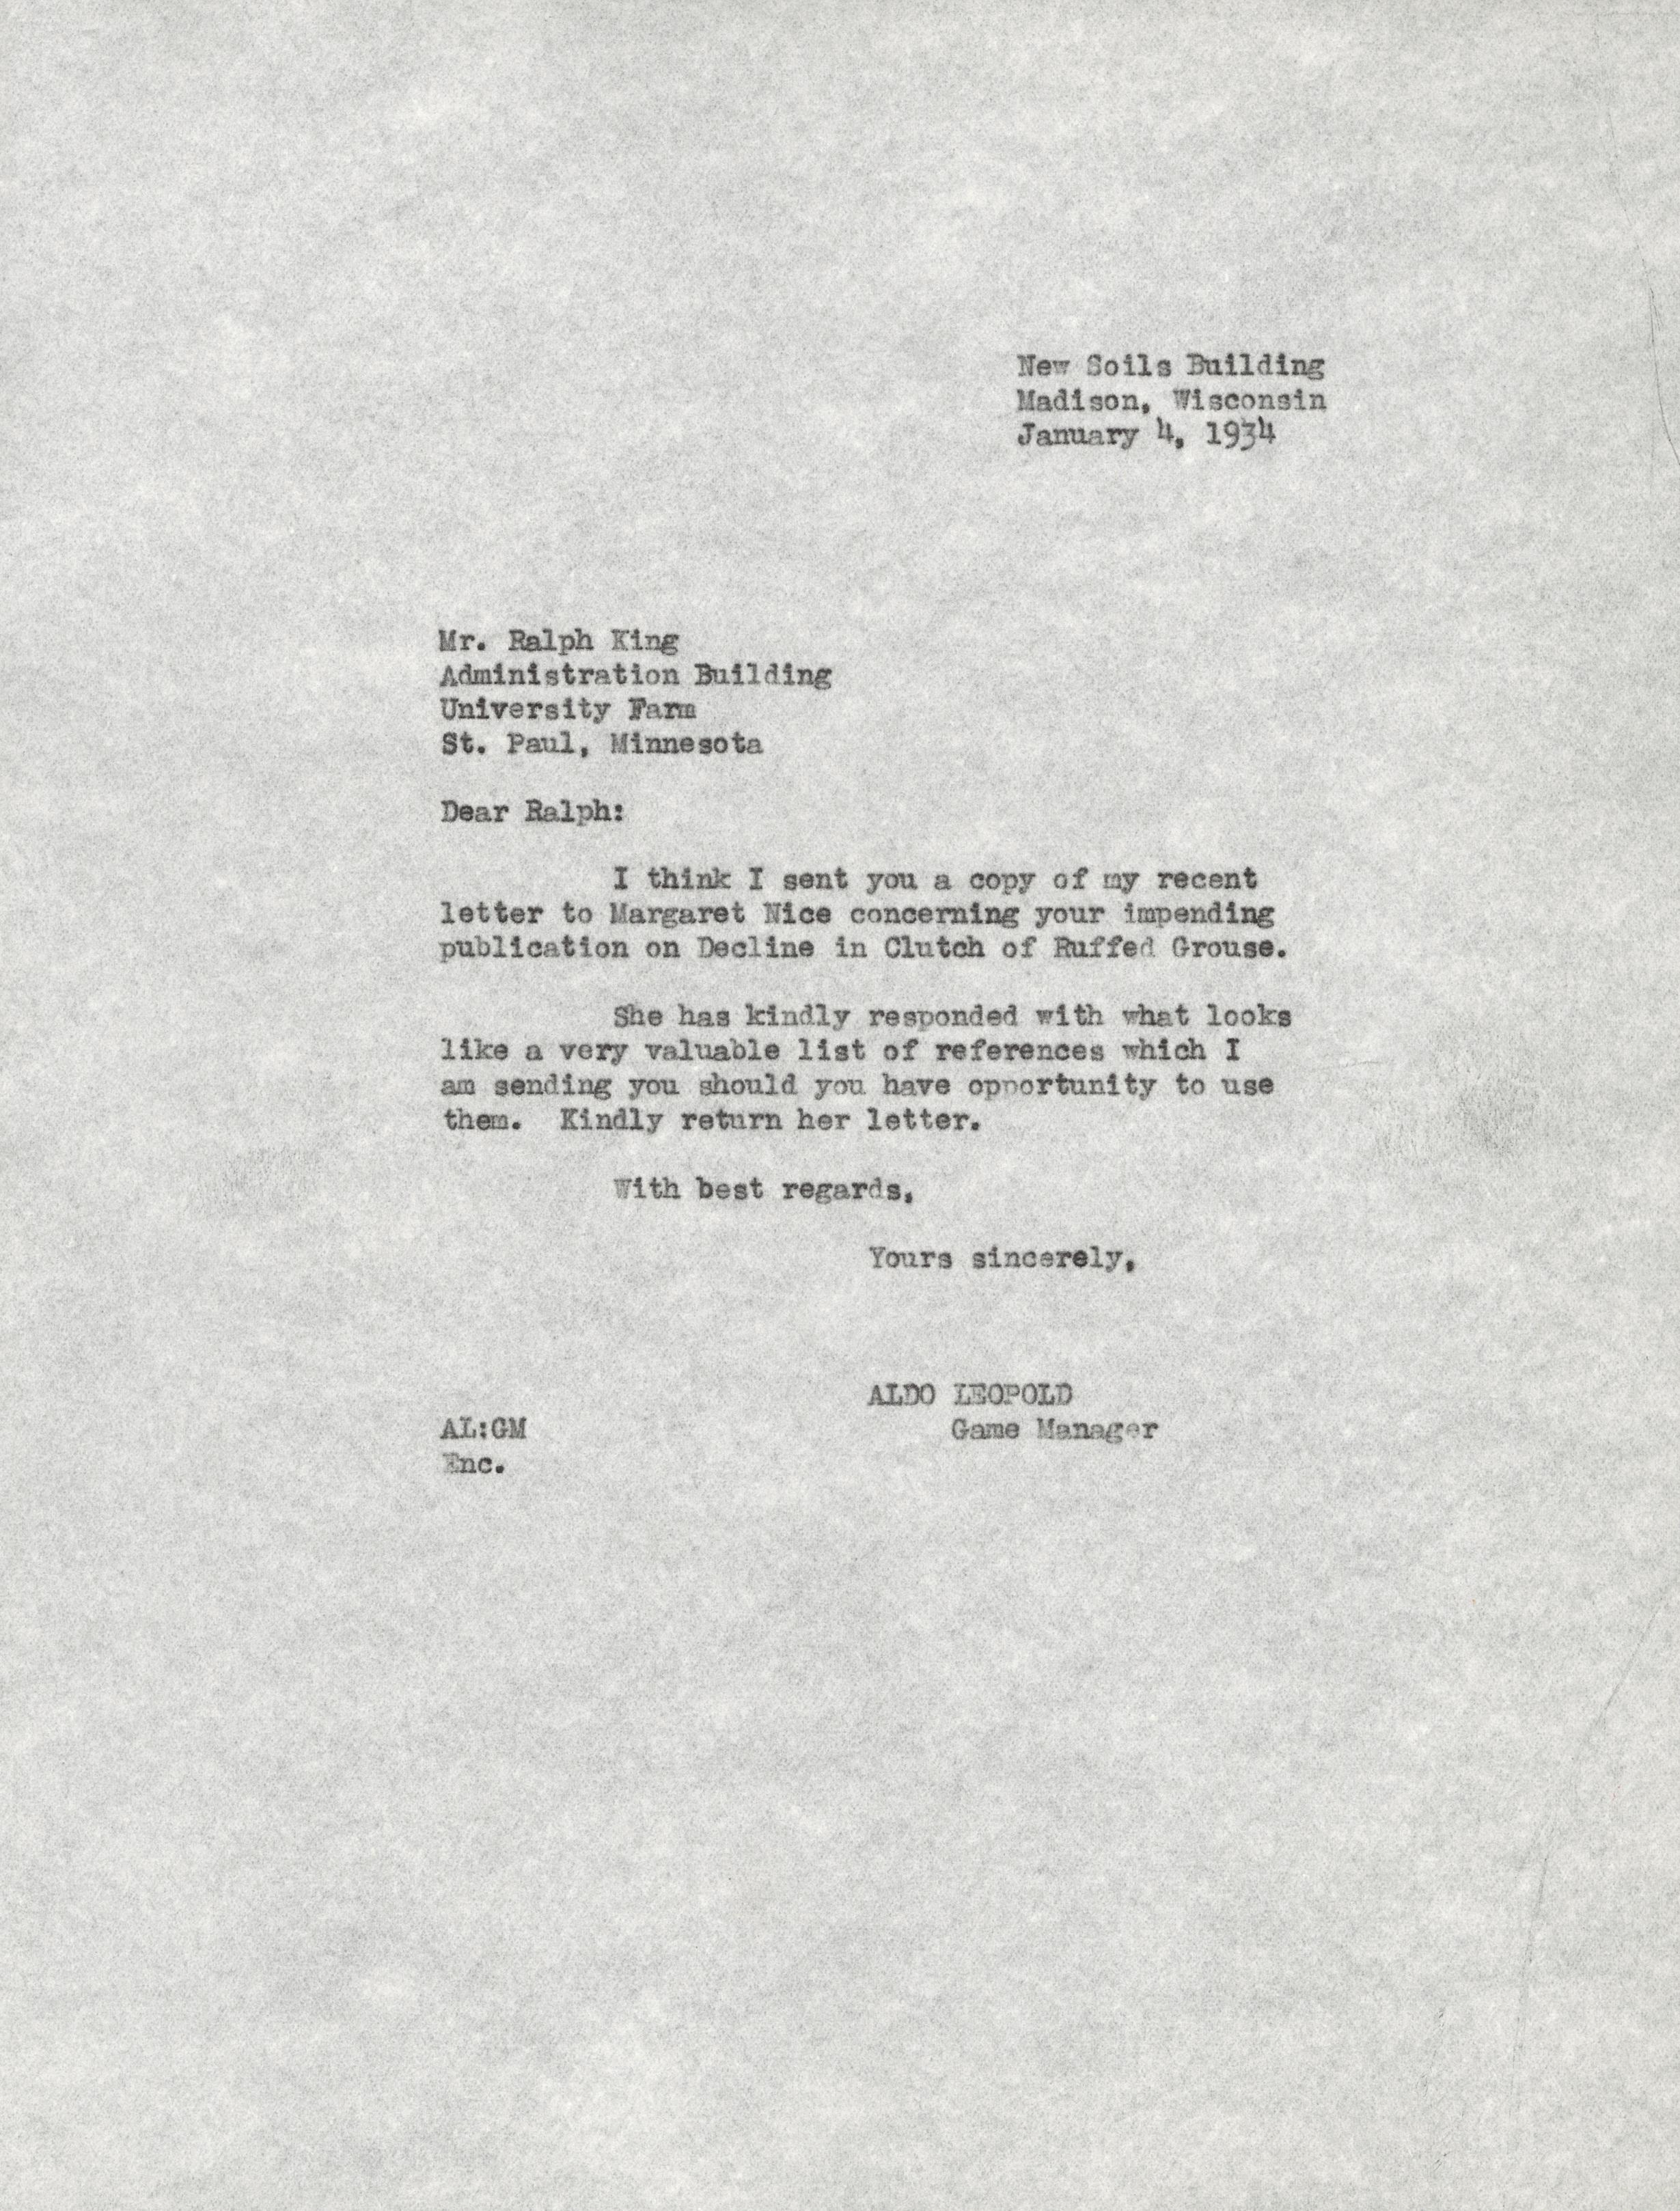 New Soils Building
Madison, Wisconsin
January 4, 1934
Mr. Ralph King
Administration Building
University Farm
St. Paul, Minnesota
Dear Ralph:
I think I sent you a copy of my recent
letter to Margaret Nice concerning your impending
publication on Decline in Clutch of Ruffed Grouse.
She has kindly responded with what looks
like a very valuable list of references which I
am sending you should you have opportunity to use
them.  Kindly return her letter.
With best regards,
Yours sincerely,
ALDO LEOPOLD
AL:GM Game Manager
Enc.